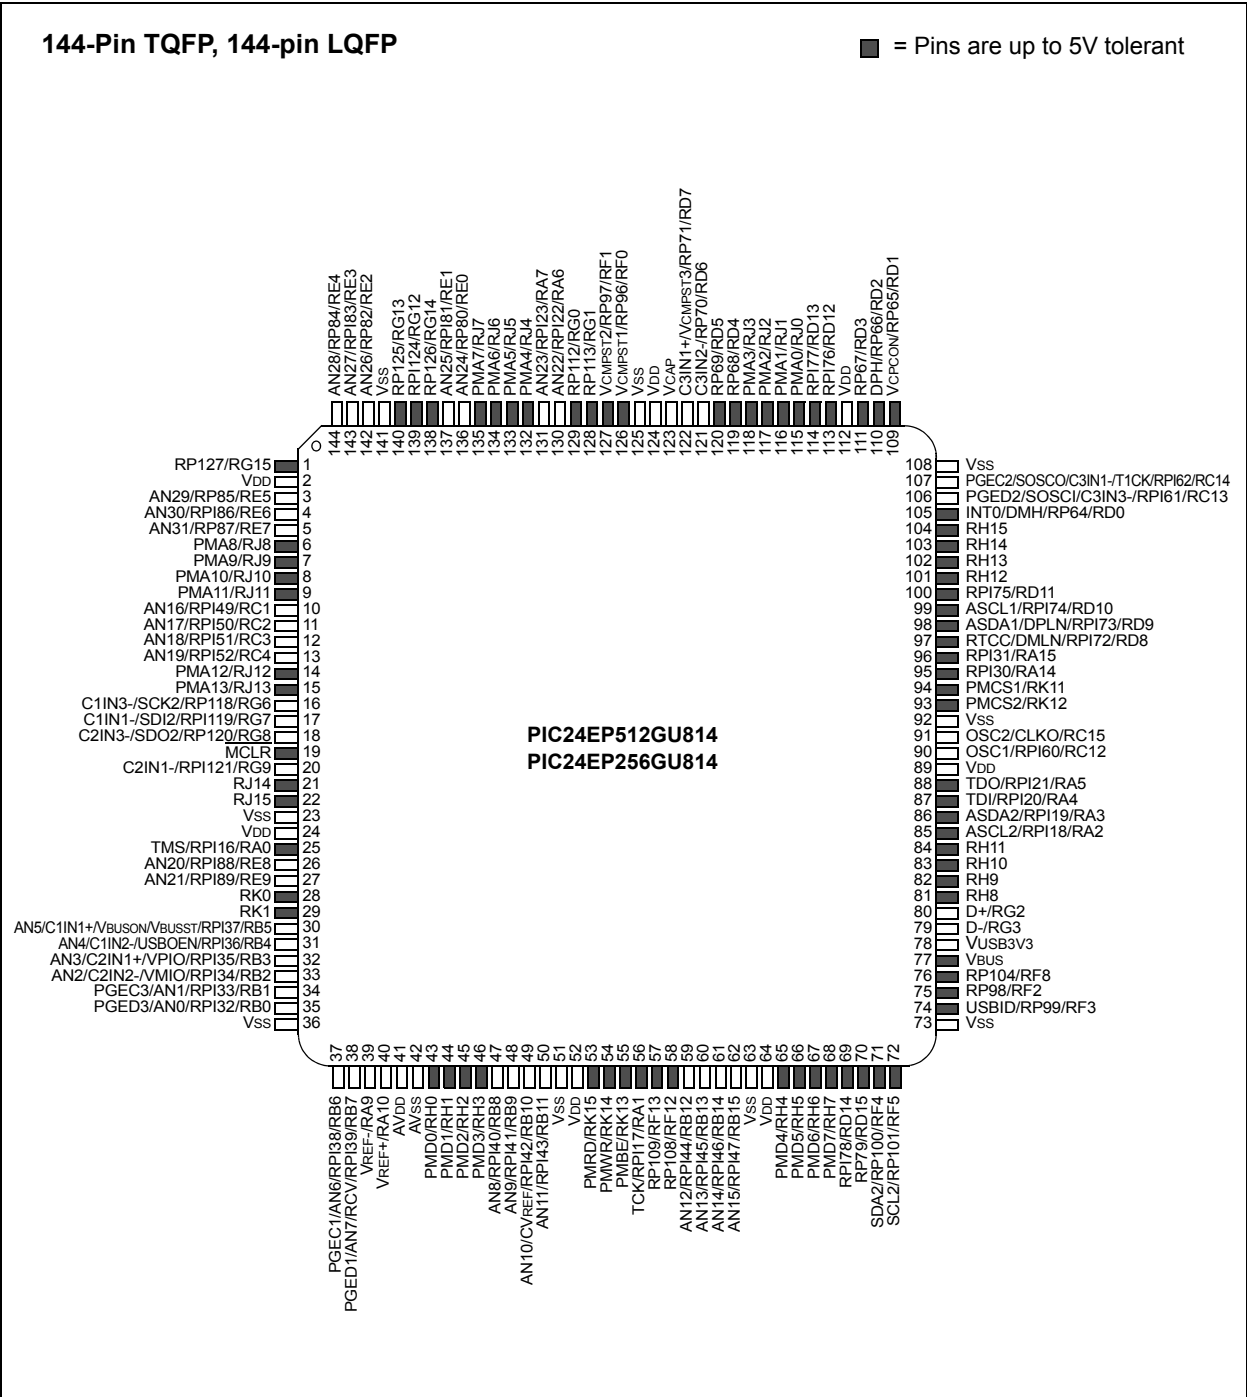 144-Pin TQFP, 144-pin LQFP
= Pins are up to 5V tolerant
AN28/RP84/RE4
AN27/RPI83/RE3
AN26/RP82/RE2
VSS
RP125/RG13
RPI124/RG12
RP126/RG14
AN25/RPI81/RE1
AN24/RP80/RE0
PMA7/RJ7
PMA6/RJ6
PMA5/RJ5
PMA4/RJ4
AN23/RPI23/RA7
AN22/RPI22/RA6
RP112/RG0
RP113/RG1
VCMPST2/RP97/RF1
VCMPST1/RP96/RF0
VSS
VDD
VCAP
C3IN1+/VCMPST3/RP71/RD7
C3IN2-/RP70/RD6
RP69/RD5
RP68/RD4
PMA3/RJ3
PMA2/RJ2
PMA1/RJ1
PMA0/RJ0
RPI77/RD13
RPI76/RD12
VDD
RP67/RD3
DPH/RP66/RD2
VCPCON/RP65/RD1
144
143
142
141
140
139
138
137
136
135
134
133
132
131
130
129
128
127
126
125
124
123
122
121
120
119
118
117
116
115
114
113
112
111
110
109
RP127/RG15 1
VDD 2
AN29/RP85/RE5 3
AN30/RPI86/RE6 4
AN31/RP87/RE7 5
PMA8/RJ8 6
PMA9/RJ9 7
PMA10/RJ10 8
PMA11/RJ11 9
AN16/RPI49/RC1 10
AN17/RPI50/RC2 11
AN18/RPI51/RC3 12
AN19/RPI52/RC4 13
PMA12/RJ12 14
PMA13/RJ13 15
C1IN3-/SCK2/RP118/RG6 16
C1IN1-/SDI2/RPI119/RG7 17
C2IN3-/SDO2/RP120/RG8 18
MCLR 19
C2IN1-/RPI121/RG9 20
RJ14 21
RJ15 22
VSS 23
VDD 24
TMS/RPI16/RA0 25
AN20/RPI88/RE8 26
AN21/RPI89/RE9 27
RK0 28
RK1 29
AN5/C1IN1+/VBUSON/VBUSST/RPI37/RB5 30
AN4/C1IN2-/USBOEN/RPI36/RB4 31
AN3/C2IN1+/VPIO/RPI35/RB3 32
AN2/C2IN2-/VMIO/RPI34/RB2 33
PGEC3/AN1/RPI33/RB1 34
PGED3/AN0/RPI32/RB0 35
VSS 36
PIC24EP512GU814
PIC24EP256GU814
108 VSS
107 PGEC2/SOSCO/C3IN1-/T1CK/RPI62/RC14
106 PGED2/SOSCI/C3IN3-/RPI61/RC13
105 INT0/DMH/RP64/RD0
104 RH15
103 RH14
102 RH13
101 RH12
100 RPI75/RD11
99 ASCL1/RPI74/RD10
98 ASDA1/DPLN/RPI73/RD9
97 RTCC/DMLN/RPI72/RD8
96 RPI31/RA15
95 RPI30/RA14
94 PMCS1/RK11
93 PMCS2/RK12
92 VSS
91 OSC2/CLKO/RC15
90 OSC1/RPI60/RC12
89 VDD
88 TDO/RPI21/RA5
87 TDI/RPI20/RA4
86 ASDA2/RPI19/RA3
85 ASCL2/RPI18/RA2
84 RH11
83 RH10
82 RH9
81 RH8
80 D+/RG2
79 D-/RG3
78 VUSB3V3
77 VBUS
76 RP104/RF8
75 RP98/RF2
74 USBID/RP99/RF3
73 VSS
37
38
39
40
41
42
43
44
45
46
47
48
49
50
51
52
53
54
55
56
57
58
59
60
61
62
63
64
65
66
67
68
69
70
71
72
PGEC1/AN6/RPI38/RB6
PGED1/AN7/RCV/RPI39/RB7
VREF-/RA9
VREF+/RA10
AVDD
AVSS
PMD0/RH0
PMD1/RH1
PMD2/RH2
PMD3/RH3
AN8/RPI40/RB8
AN9/RPI41/RB9
AN10/CVREF/RPI42/RB10
AN11/RPI43/RB11
VSS
VDD
PMRD/RK15
PMWR/RK14
PMBE/RK13
TCK/RPI17/RA1
RP109/RF13
RP108/RF12
AN12/RPI44/RB12
AN13/RPI45/RB13
AN14/RPI46/RB14
AN15/RPI47/RB15
VSS
VDD
PMD4/RH4
PMD5/RH5
PMD6/RH6
PMD7/RH7
RPI78/RD14
RP79/RD15
SDA2/RP100/RF4
SCL2/RP101/RF5